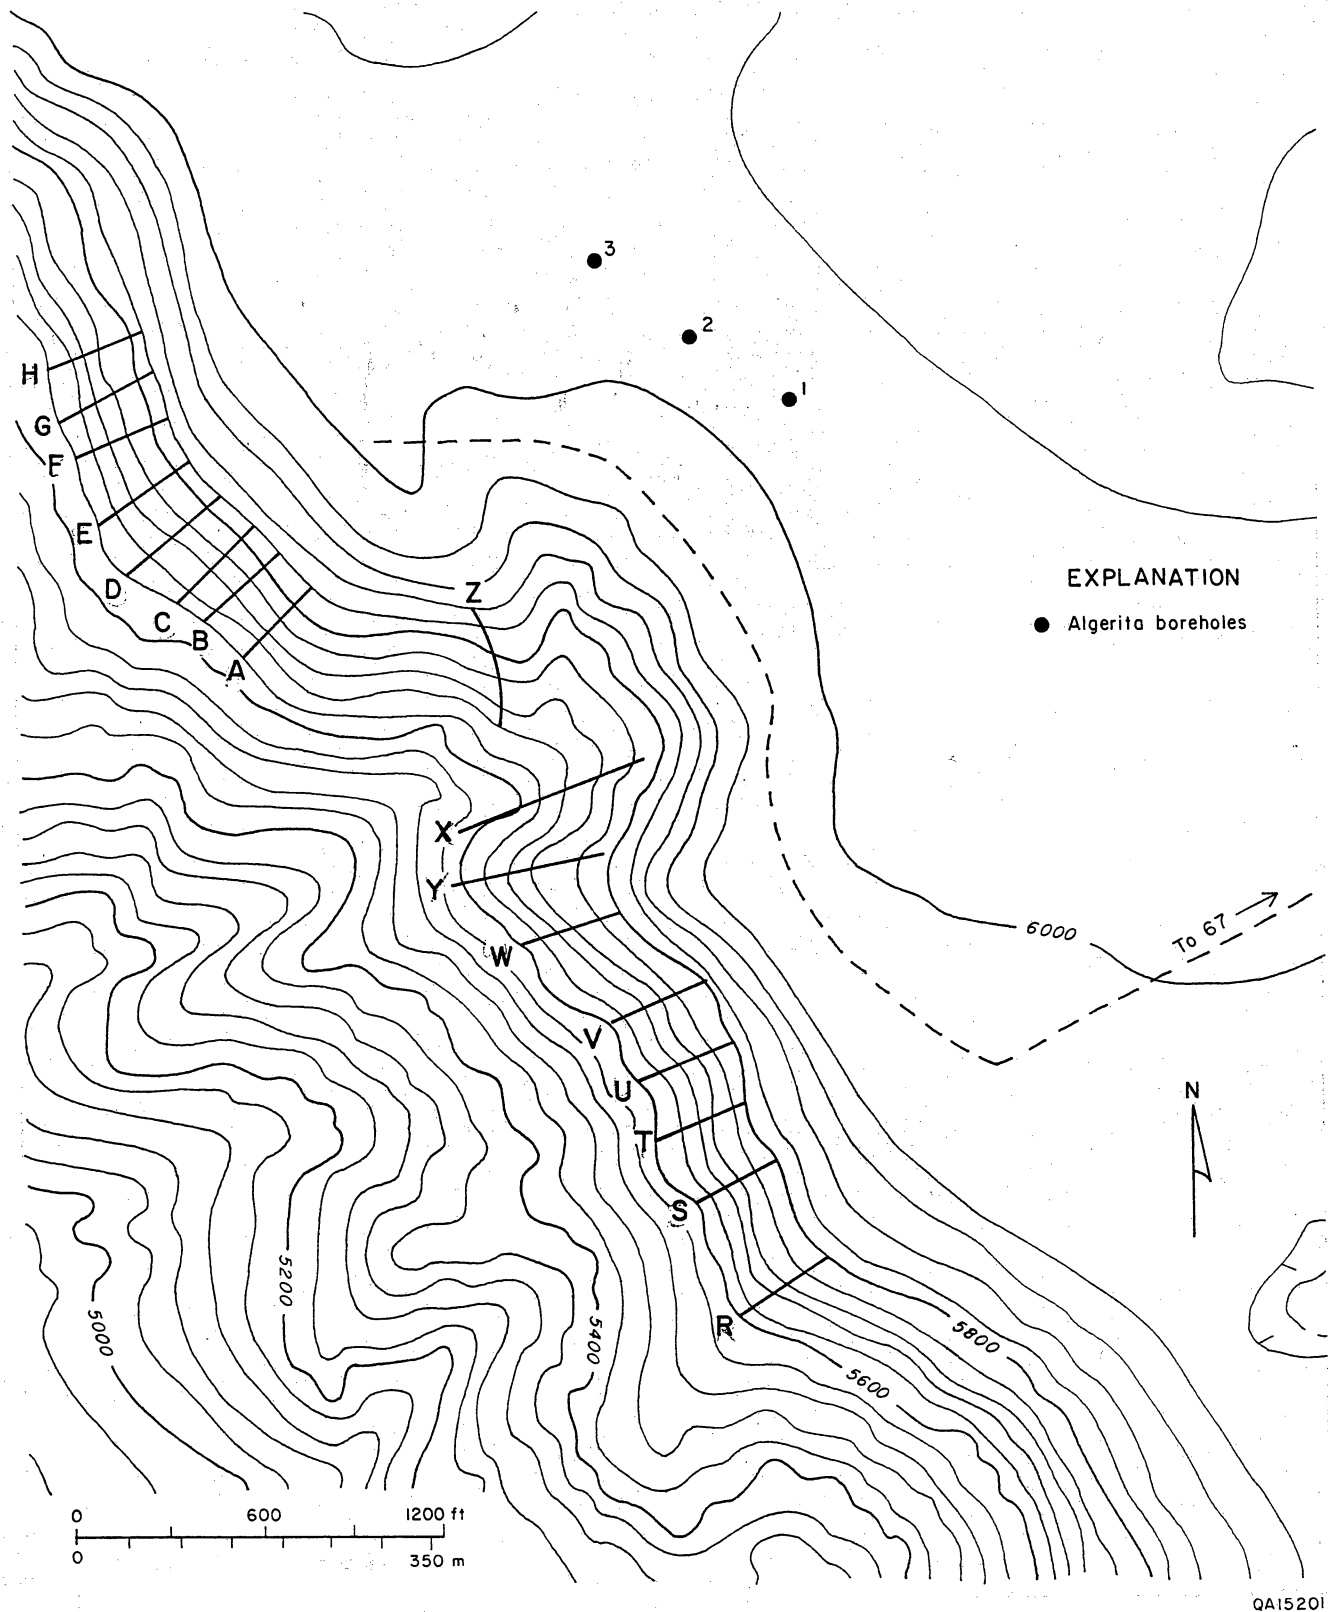 3
2
1
H
G
F
E
D
C
B
A
Z
EXPLANATION
Algerita boreholes
X
Y
W
6000
To 67
V
U
T
S
R
N
5200
5000
5400
5800
5600
0 600 1200 ft
0 350 m
QA15201